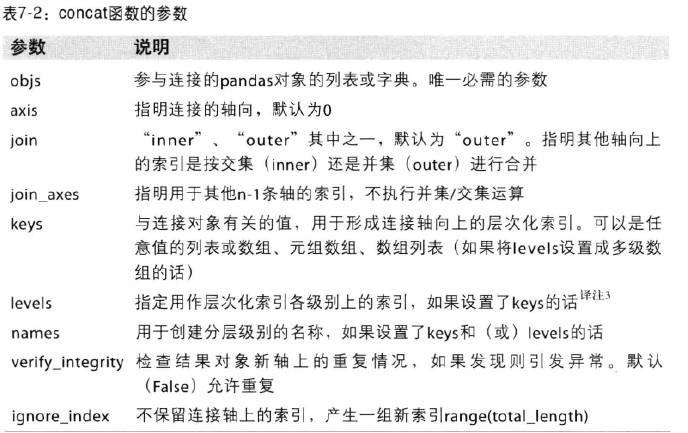 表7-2：concat函数的参数
参数 说明
objs 参与连接的pandas对象的列表或字典。唯一必需的参数
axis 指明连接的轴向，默认为0
join “inner”、“outer”其中之一，默认为“outer”。指明其他轴向上
的索引是按交集（inner）还是并集（outer）进行合并
join_axes 指明用于其他n-1条轴的索引，不执行并集/交集运算
keys 与连接对象有关的值，用于形成连接轴向上的层次化索引。可以是任
意值的列表或数组、元组数组、数组列表（如果将levels设置成多级数
组的话）
levels 指定用作层次化索引各级别上的索引，如果设置了keys的话译注3
names 用于创建分层级别的名称，如果设置了keys和（或）levels的话
verify_integrity 检查结果对象新轴上的重复情况，如果发现则引发异常。默认
（False）允许重复
ignore_index 不保留连接轴上的索引，产生一组新索引range(total_length)